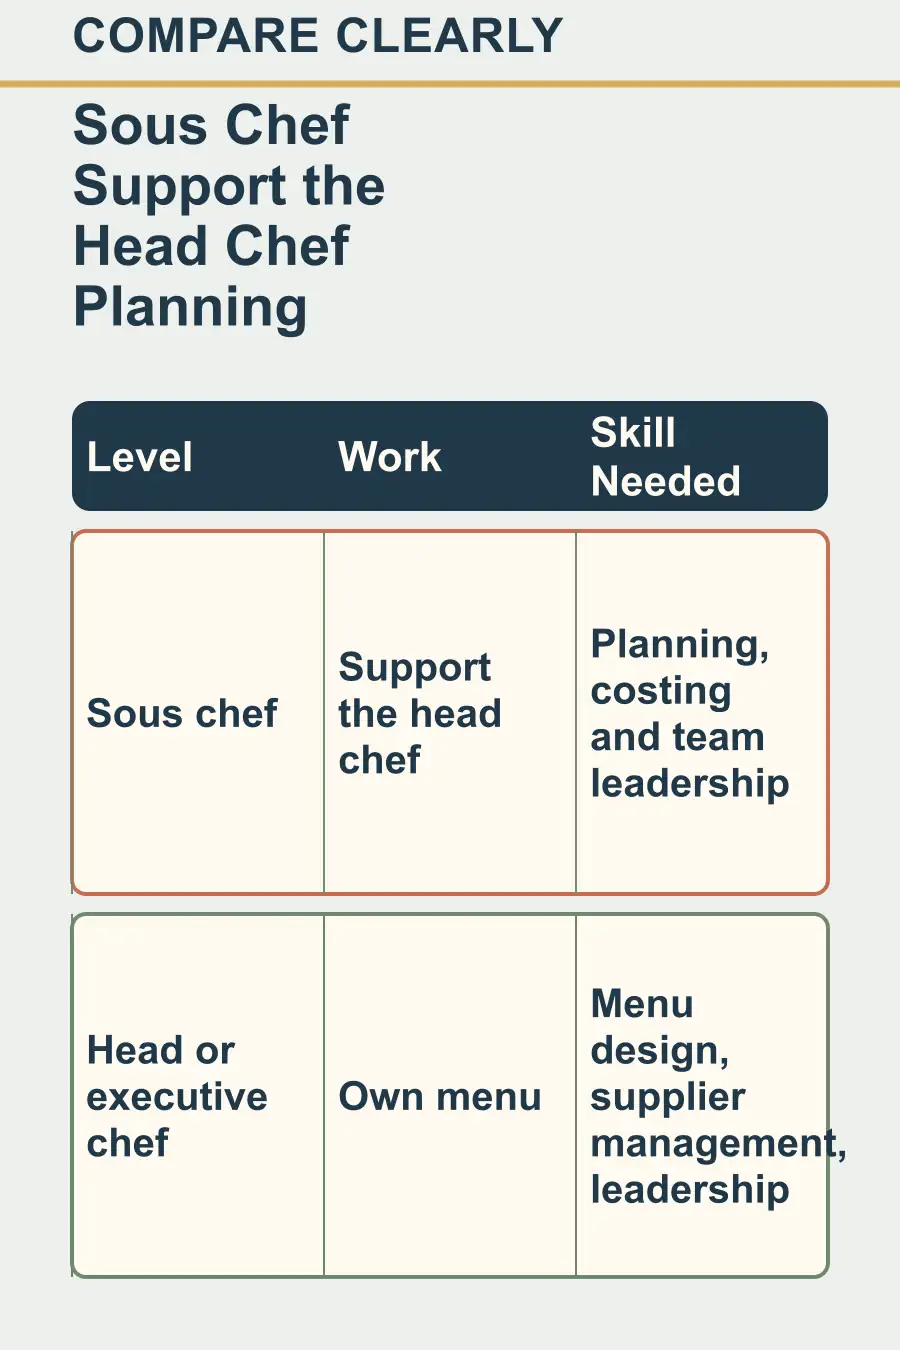 COMPARE CLEARLY
Sous Chef
Support the
Head Chef
Planning
Level
Work
Skill
Needed
Sous chef
Support
the head
chef
Planning,
costing
and team
leadership
Head or
executive
chef
Own menu
Menu
design,
supplier
management,
leadership